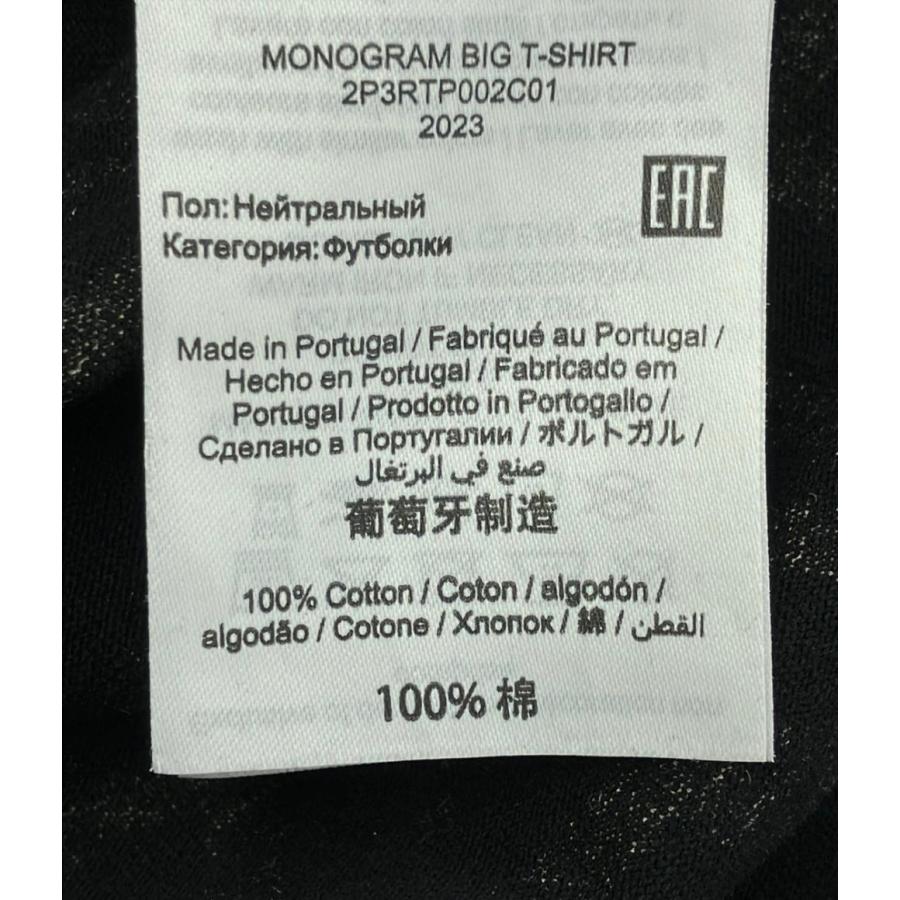 MONOGRAM BIG T-SHIRT
2P3RTP002C01
2023
EAC
Пол: Нейтральный
Категория: Футболки
Made in Portugal / Fabriqué au Portugal /
Hecho en Portugal / Fabricado em
Portugal / Prodotto in Portogallo /
Сделано в Португалии / ポルトガル /
صنع في البرتغال
葡萄牙制造
100% Cotton / Coton / algodón /
algodão / Cotone / Хлопок / 綿 / القطن
100% 棉